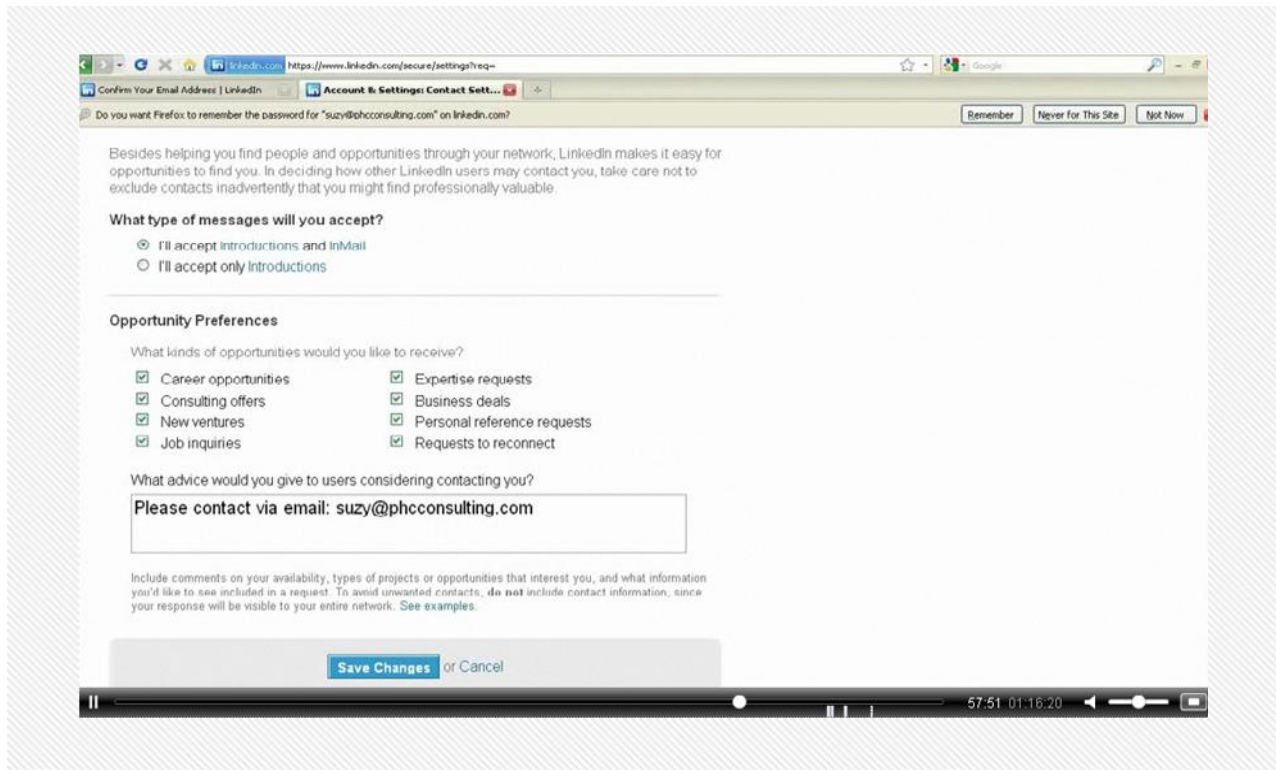 linkedin.com https://www.linkedin.com/secure/settings?req=
Google
Confirm Your Email Address | LinkedIn Account & Settings: Contact Sett...
Do you want Firefox to remember the password for "suzy@phcconsulting.com" on linkedin.com? Remember Never for This Site Not Now
Besides helping you find people and opportunities through your network, LinkedIn makes it easy for
opportunities to find you. In deciding how other LinkedIn users may contact you, take care not to
exclude contacts inadvertently that you might find professionally valuable.
What type of messages will you accept?
I'll accept Introductions and InMail
I'll accept only Introductions
Opportunity Preferences
What kinds of opportunities would you like to receive?
Career opportunities Expertise requests
Consulting offers Business deals
New ventures Personal reference requests
Job inquiries Requests to reconnect
What advice would you give to users considering contacting you?
Please contact via email: suzy@phcconsulting.com
Include comments on your availability, types of projects or opportunities that interest you, and what information
you'd like to see included in a request. To avoid unwanted contacts, do not include contact information, since
your response will be visible to your entire network. See examples.
Save Changes or Cancel
57:51 01:16:20